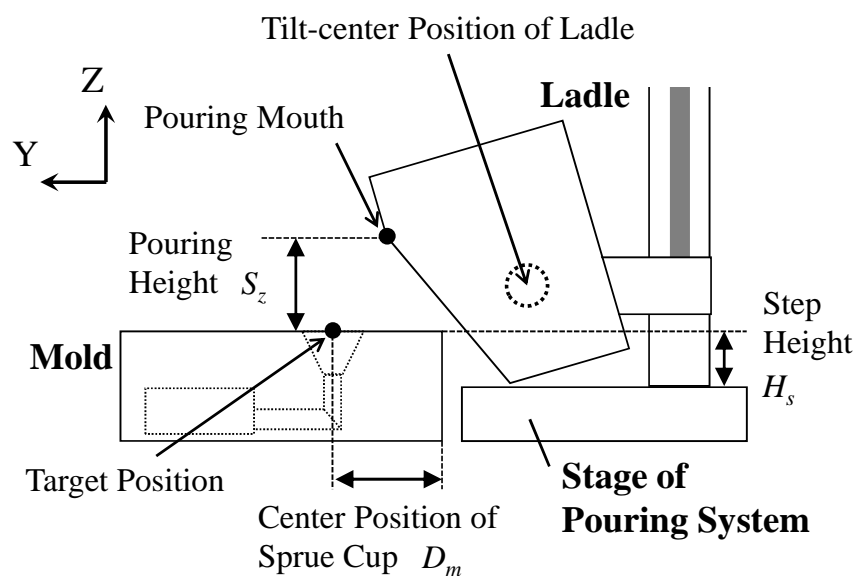 Tilt-center Position of Ladle
Z
Ladle
Pouring Mouth
Y
Pouring
Height S_z
Step
Height
H_s
Mold
Target Position
Stage of
Pouring System
Center Position of
Sprue Cup D_m